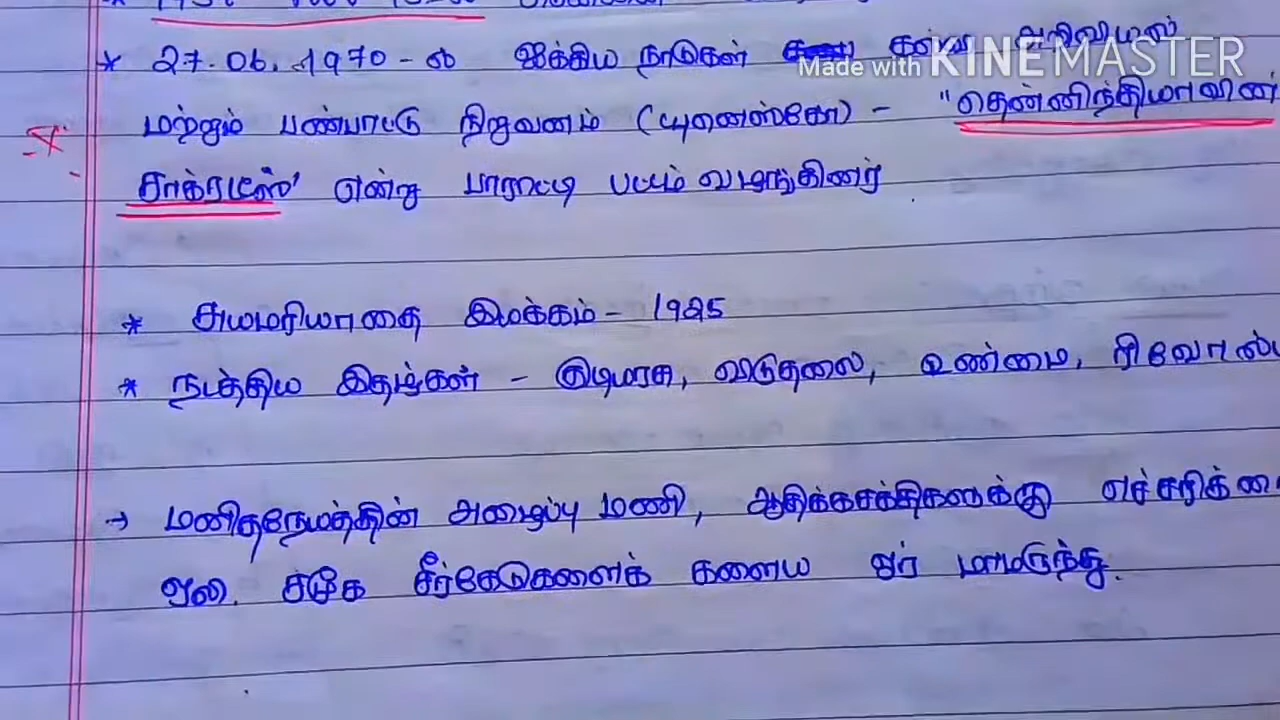 * 27.06.1970-ல் ஐக்கிய நாடுகள் கல்வி அறிவியல்
Made with KINEMASTER
மற்றும் பண்பாட்டு நிறுவனம் (யுனெஸ்கோ) - "தென்னிந்தியாவின்
சாக்ரடீஸ்' என்று பாராட்டி பட்டம் வழங்கினர்
* சுயமரியாதை இயக்கம் - 1925
* நடத்திய இதழ்கள் - குடியரசு, விடுதலை, உண்மை,
→ மனிதநேயத்தின் அழைப்பு மணி, ஆதிக்கசக்திகளுக்கு எச்சரிக்கை
ஒலி. சமூக சீர்கேடுகளைக் களைய ஓர் மாமருந்து.